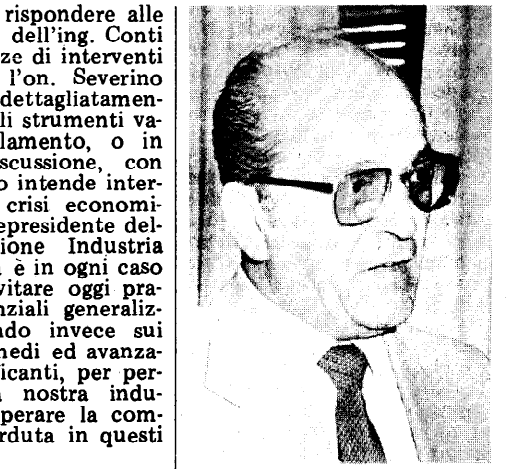 rispondere alle
dell'ing. Conti
ze di interventi
l'on. Severino
dettagliatamen-
li strumenti va-
lamento, o in
scussione, con
o intende inter-
crisi economi-
epresidente del-
ione Industria
è in ogni caso
vitare oggi pra-
nziali generaliz-
ndo invece sui
medi ed avanza-
icanti, per per-
nostra indu-
perare la com-
rduta in questi